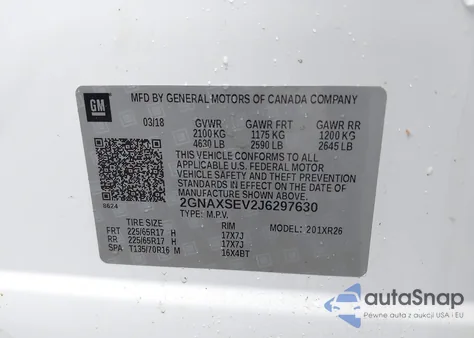 GM
MFD BY GENERAL MOTORS OF CANADA COMPANY
03/18 GVWR GAWR FRT GAWR RR
2100 KG 1175 KG 1200 KG
4630 LB 2590 LB 2645 LB
THIS VEHICLE CONFORMS TO ALL
APPLICABLE U.S. FEDERAL MOTOR
VEHICLE SAFETY AND THEFT
PREVENTION STANDARDS IN EFFECT ON
THE DATE OF MANUFACTURE SHOWN ABOVE.
8624
2GNAXSEV2J6297630
TYPE: M.P.V.
TIRE SIZE RIM MODEL: 201XR26
FRT 225/65R17 H 17X7J
RR 225/65R17 H 17X7J
SPA T135/70R16 M 16X4BT
autoSnap
Pewne auta z aukcji USA i EU